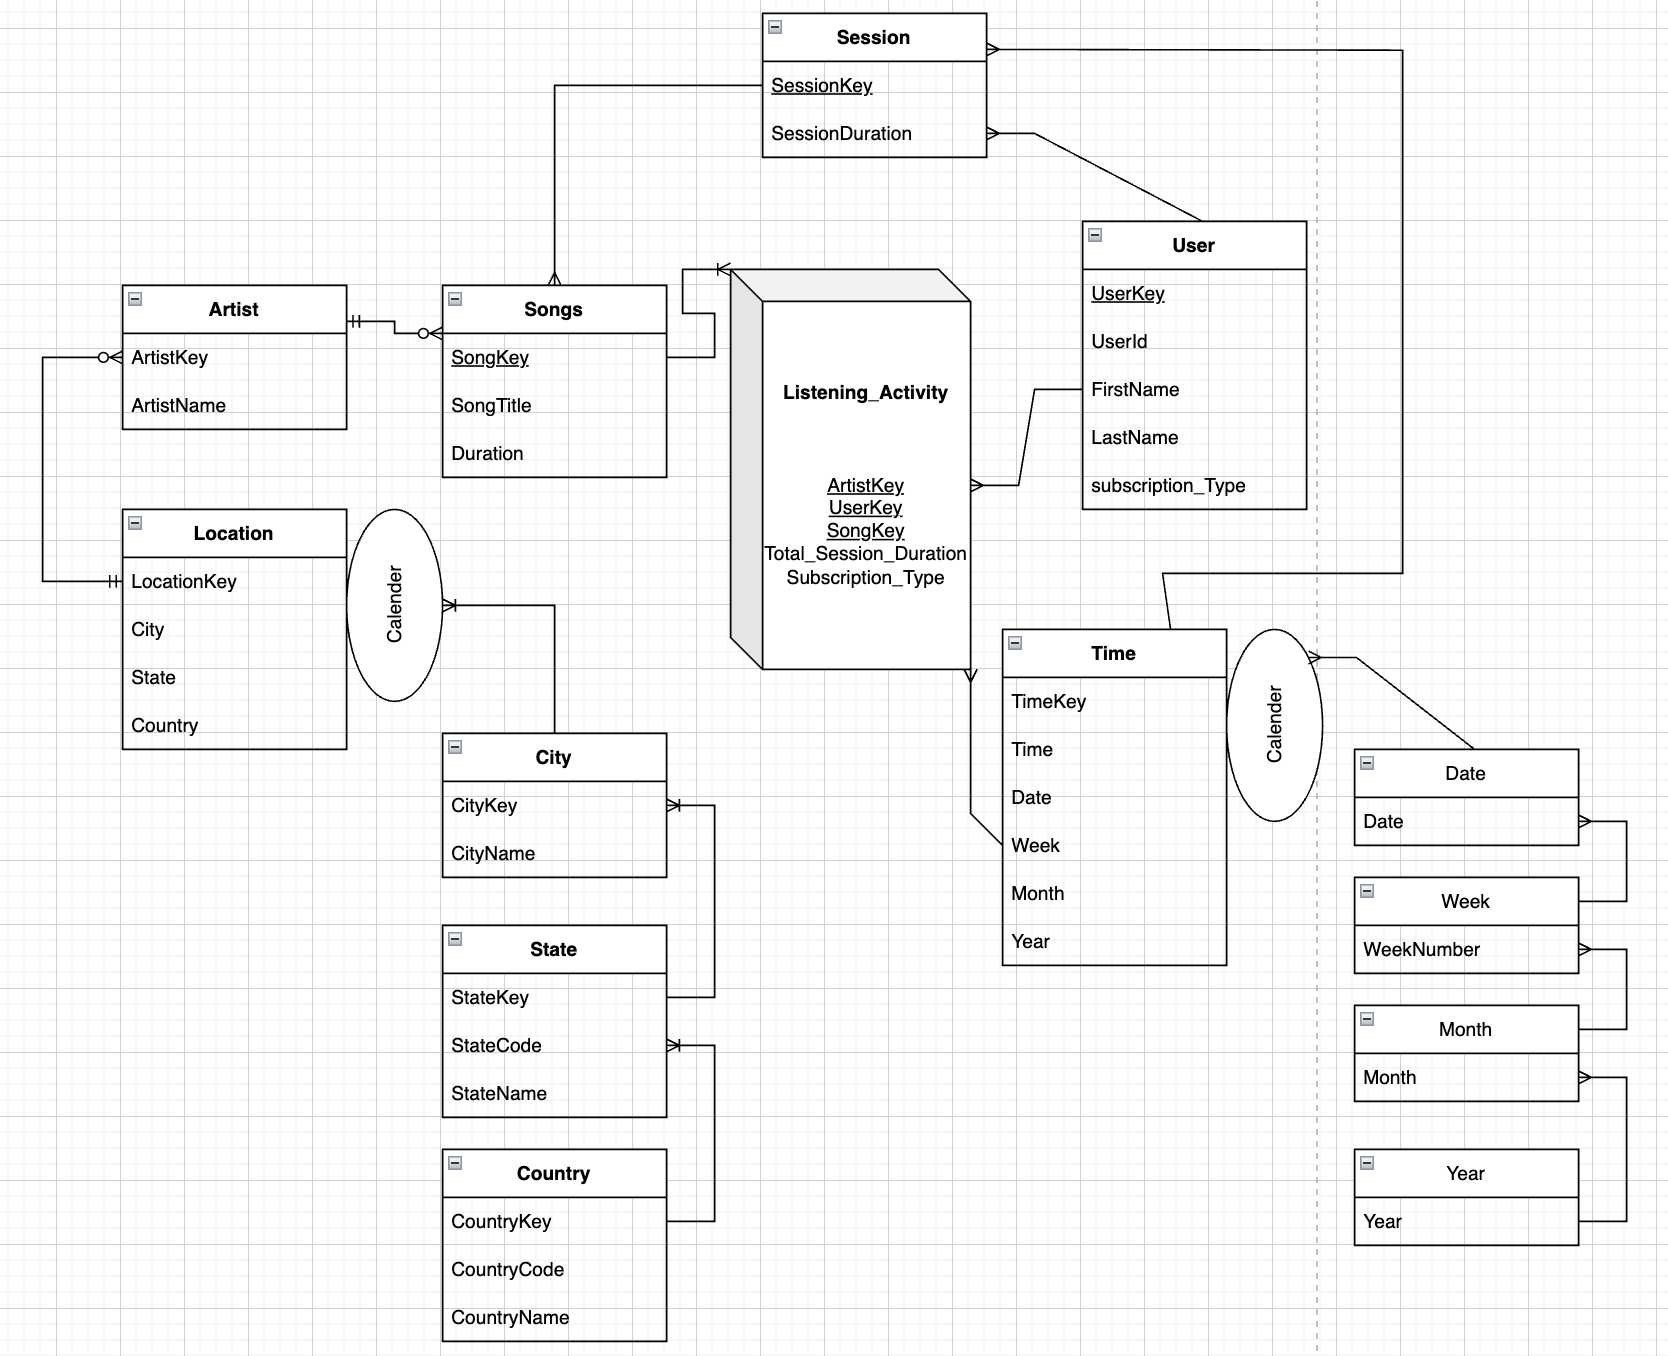 Session
SessionKey
SessionDuration
User
UserKey
UserId
FirstName
LastName
subscription_Type
Artist
ArtistKey
ArtistName
Songs
SongKey
SongTitle
Duration
Listening_Activity
ArtistKey
UserKey
SongKey
Total_Session_Duration
Subscription_Type
Location
LocationKey
City
State
Country
Calender
City
CityKey
CityName
State
StateKey
StateCode
StateName
Country
CountryKey
CountryCode
CountryName
Time
TimeKey
Time
Date
Week
Month
Year
Calender
Date
Date
Week
WeekNumber
Month
Month
Year
Year